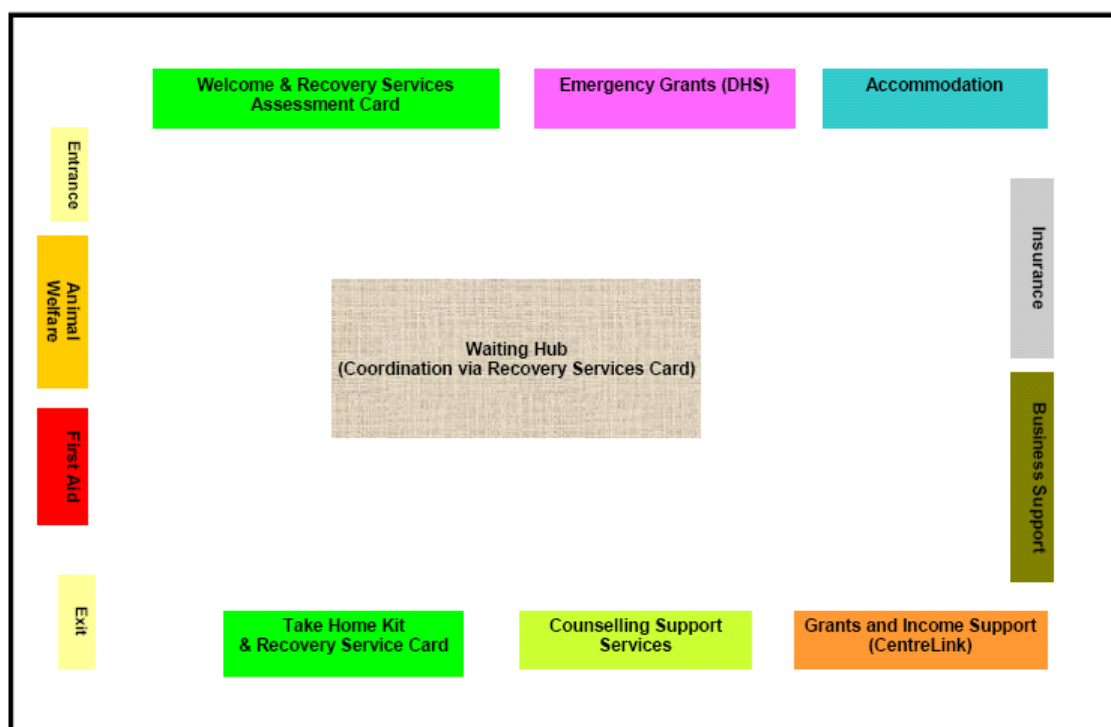 Welcome & Recovery Services
Assessment Card
Emergency Grants (DHS)
Accommodation
Entrance
Animal
Welfare
First Aid
Exit
Waiting Hub
(Coordination via Recovery Services Card)
Insurance
Business Support
Take Home Kit
& Recovery Service Card
Counselling Support
Services
Grants and Income Support
(CentreLink)